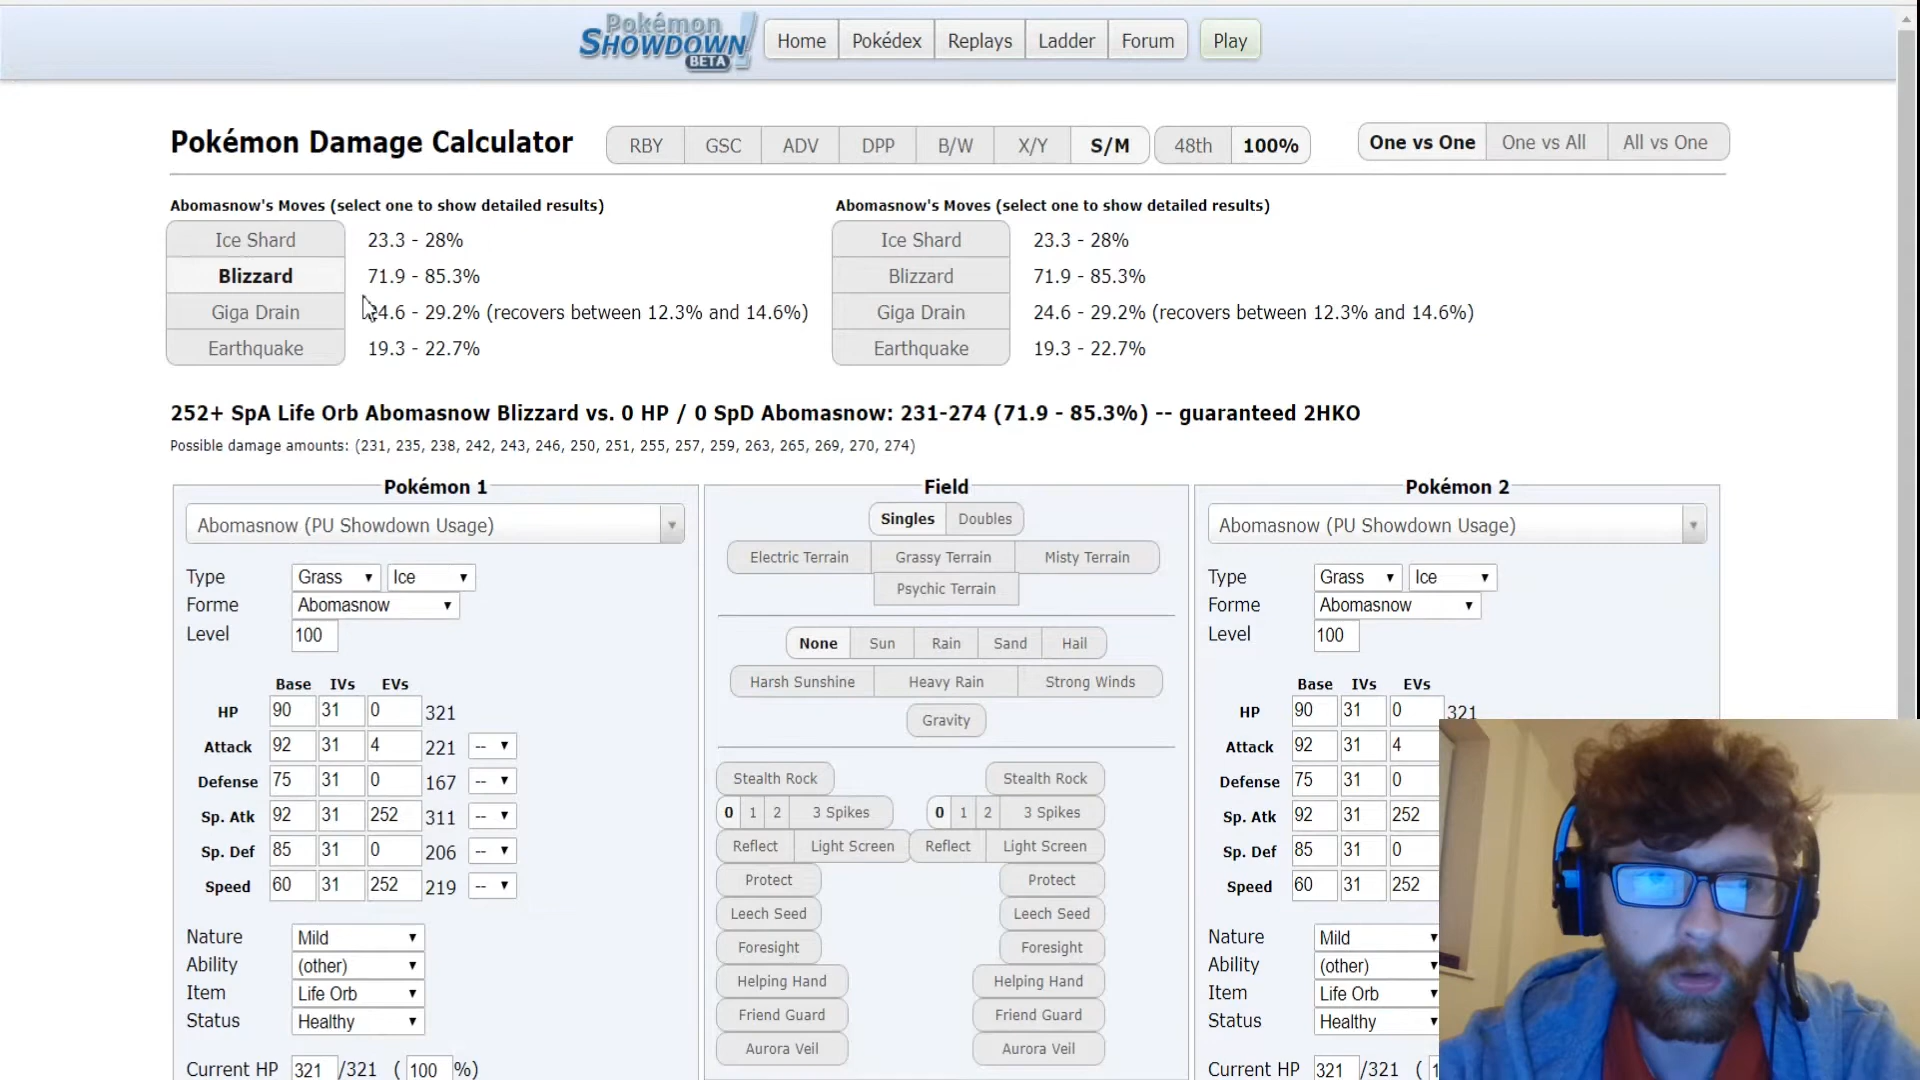 Pokémon SHOWDOWN BETA
Home Pokédex Replays Ladder Forum Play
Pokémon Damage Calculator RBY GSC ADV DPP B/W X/Y S/M 48th 100% One vs One One vs All All vs One
Abomasnow's Moves (select one to show detailed results) Abomasnow's Moves (select one to show detailed results)
Ice Shard 23.3 - 28% Ice Shard 23.3 - 28%
Blizzard 71.9 - 85.3% Blizzard 71.9 - 85.3%
Giga Drain 24.6 - 29.2% (recovers between 12.3% and 14.6%) Giga Drain 24.6 - 29.2% (recovers between 12.3% and 14.6%)
Earthquake 19.3 - 22.7% Earthquake 19.3 - 22.7%
252+ SpA Life Orb Abomasnow Blizzard vs. 0 HP / 0 SpD Abomasnow: 231-274 (71.9 - 85.3%) -- guaranteed 2HKO
Possible damage amounts: (231, 235, 238, 242, 243, 246, 250, 251, 255, 257, 259, 263, 265, 269, 270, 274)
Pokémon 1
Abomasnow (PU Showdown Usage)
Type Grass Ice
Forme Abomasnow
Level 100
Base IVs EVs
HP 90 31 0 321
Attack 92 31 4 221 --
Defense 75 31 0 167 --
Sp. Atk 92 31 252 311 --
Sp. Def 85 31 0 206 --
Speed 60 31 252 219 --
Nature Mild
Ability (other)
Item Life Orb
Status Healthy
Current HP 321 /321 ( 100 %)
Field
Singles Doubles
Electric Terrain Grassy Terrain Misty Terrain
Psychic Terrain
None Sun Rain Sand Hail
Harsh Sunshine Heavy Rain Strong Winds
Gravity
Stealth Rock Stealth Rock
0 1 2 3 Spikes 0 1 2 3 Spikes
Reflect Light Screen Reflect Light Screen
Protect Protect
Leech Seed Leech Seed
Foresight Foresight
Helping Hand Helping Hand
Friend Guard Friend Guard
Aurora Veil Aurora Veil
Pokémon 2
Abomasnow (PU Showdown Usage)
Type Grass Ice
Forme Abomasnow
Level 100
Base IVs EVs
HP 90 31 0 321
Attack 92 31 4
Defense 75 31 0
Sp. Atk 92 31 252
Sp. Def 85 31 0
Speed 60 31 252
Nature Mild
Ability (other)
Item Life Orb
Status Healthy
Current HP 321 /321 ( 1